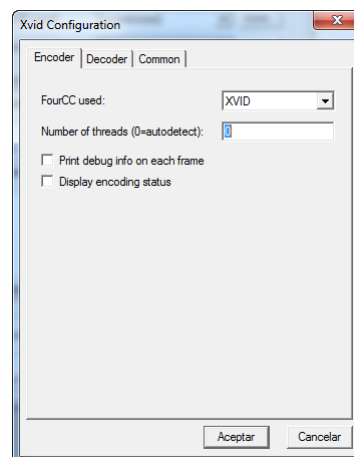 Xvid Configuration
Encoder Decoder Common
FourCC used: XVID
Number of threads (0=autodetect): 0
Print debug info on each frame
Display encoding status
Aceptar Cancelar